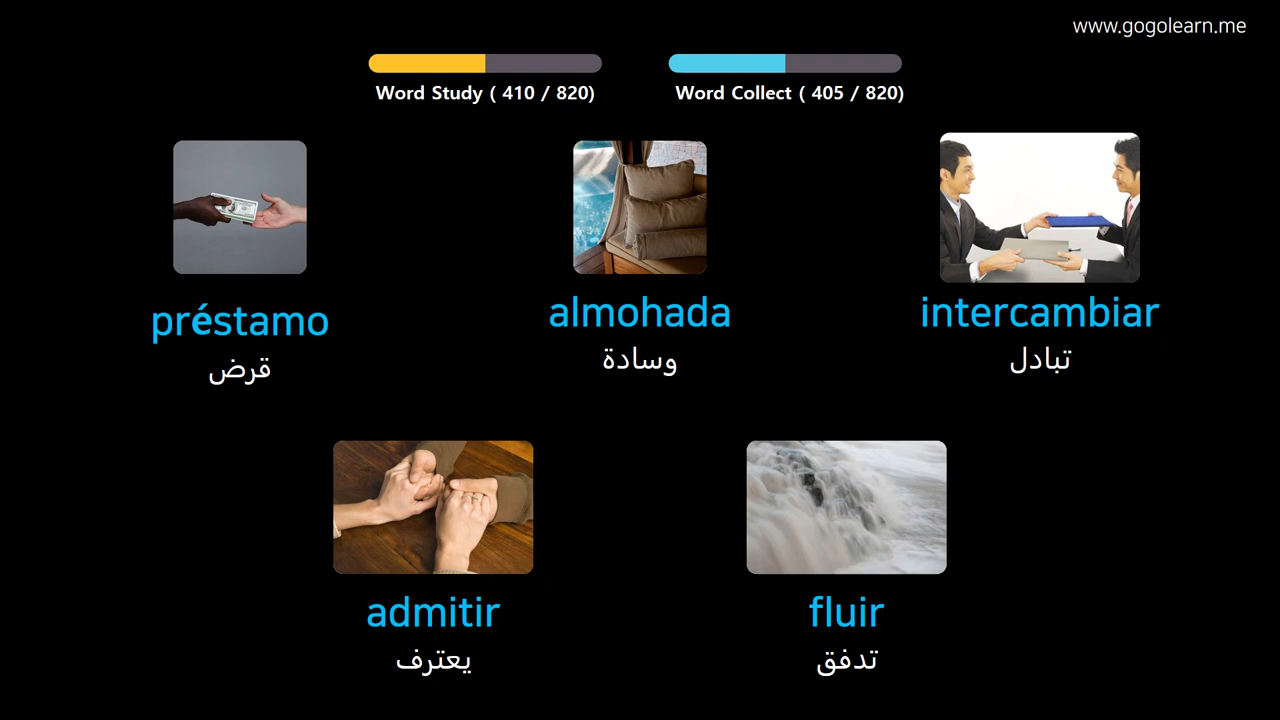 www.gogolearn.me
Word Study ( 410 / 820)
Word Collect ( 405 / 820)
préstamo
قرض
almohada
وسادة
intercambiar
تبادل
admitir
يعترف
fluir
تدفق